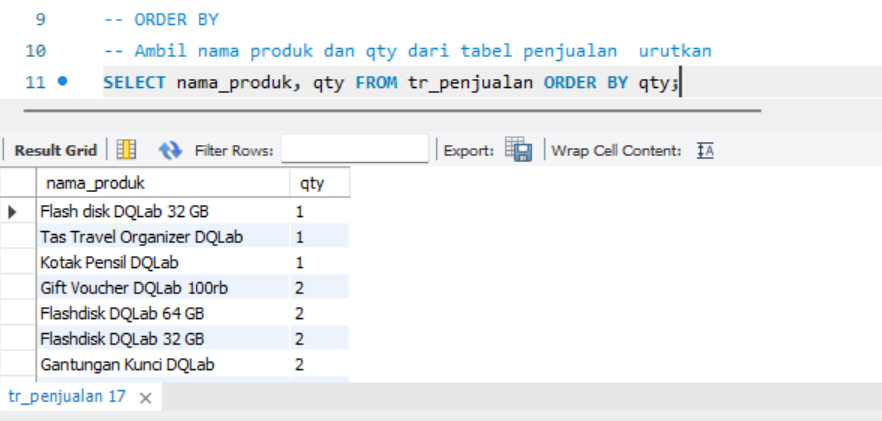 9 -- ORDER BY
10 -- Ambil nama produk dan qty dari tabel penjualan  urutkan
11 SELECT nama_produk, qty FROM tr_penjualan ORDER BY qty;
Result Grid Filter Rows: Export: Wrap Cell Content: IA
nama_produk qty
Flash disk DQLab 32 GB 1
Tas Travel Organizer DQLab 1
Kotak Pensil DQLab 1
Gift Voucher DQLab 100rb 2
Flashdisk DQLab 64 GB 2
Flashdisk DQLab 32 GB 2
Gantungan Kunci DQLab 2
tr_penjualan 17 ×